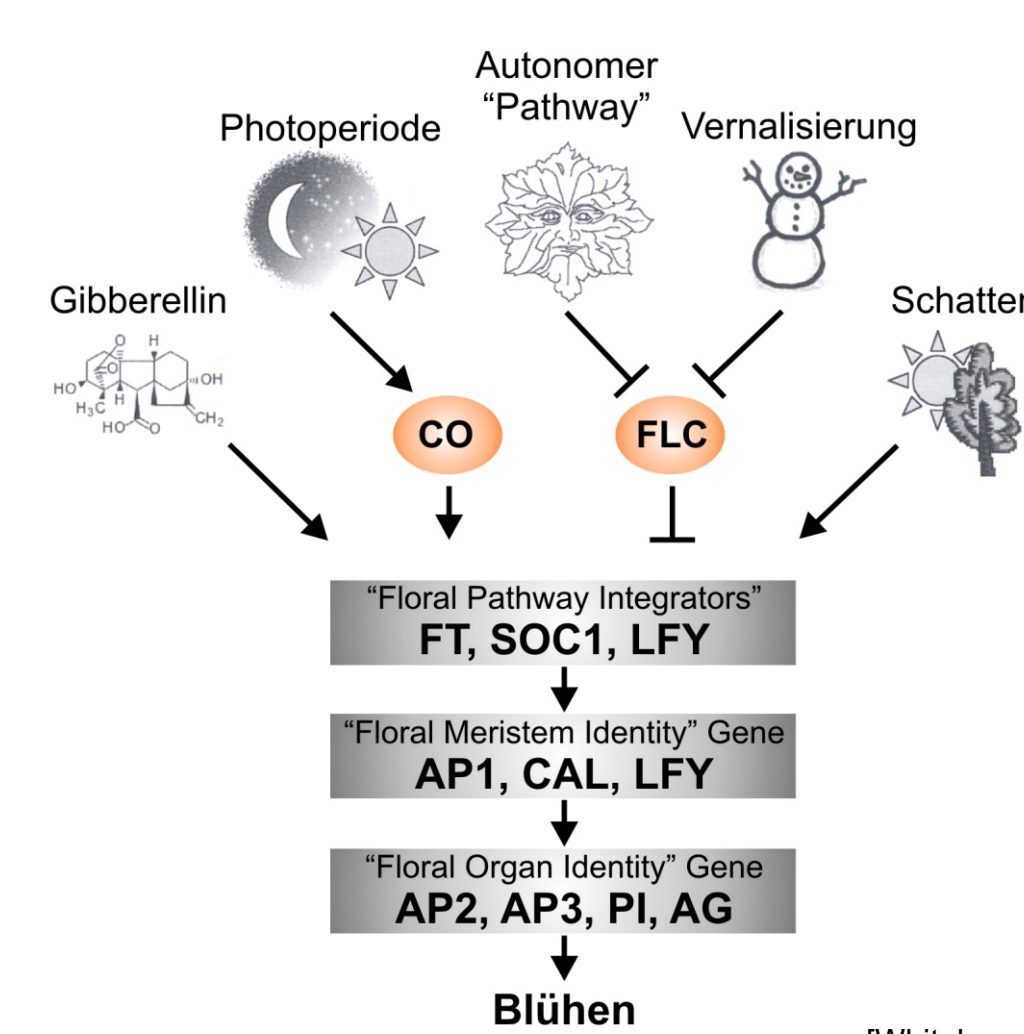 Autonomer
“Pathway”
Photoperiode
Vernalisierung
Gibberellin
Schatten
O
H
O
HO
OH
H
H₃C
CH₂
HO
O
CO
FLC
“Floral Pathway Integrators”
FT, SOC1, LFY
“Floral Meristem Identity” Gene
AP1, CAL, LFY
“Floral Organ Identity” Gene
AP2, AP3, PI, AG
Blühen